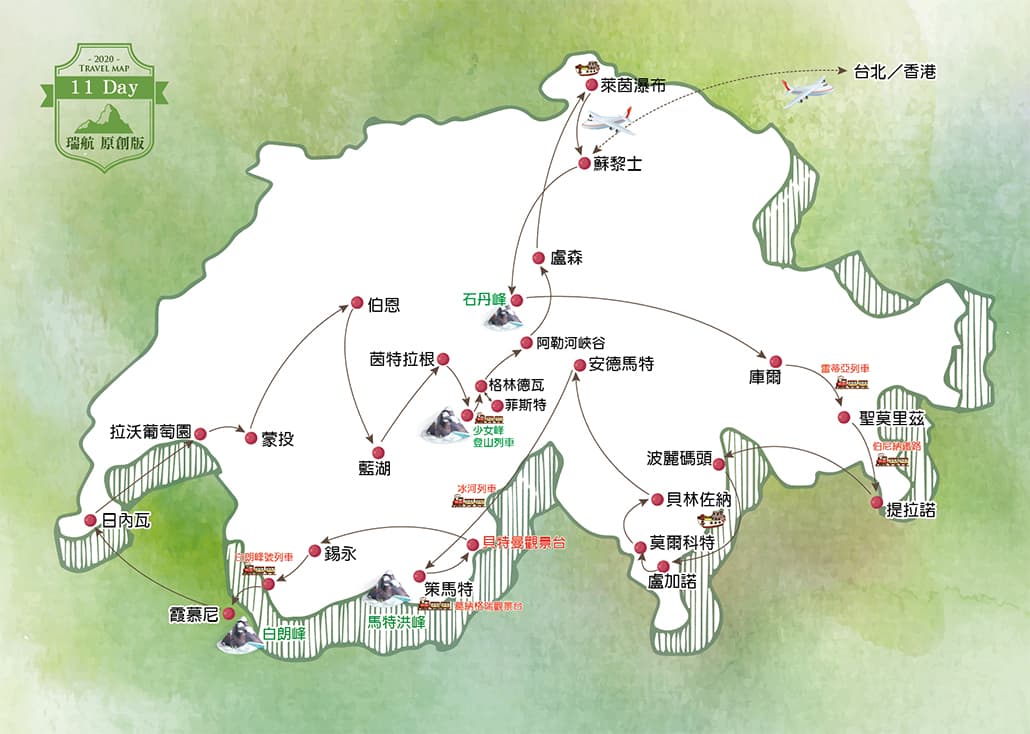 - 2020 -
TRAVEL MAP
11 Day
瑞航 原創版
台北／香港
萊茵瀑布
蘇黎士
盧森
石丹峰
伯恩
阿勒河峽谷
茵特拉根
安德馬特
庫爾
雷蒂亞列車
格林德瓦
菲斯特
少女峰
登山列車
聖莫里茲
拉沃葡萄園
蒙投
藍湖
波麗碼頭
伯尼納鐵路
冰河列車
貝林佐納
提拉諾
日內瓦
莫爾科特
貝特曼觀景台
錫永
白朗峰號列車
盧加諾
策馬特
葛納格瑞觀景台
霞慕尼
馬特洪峰
白朗峰